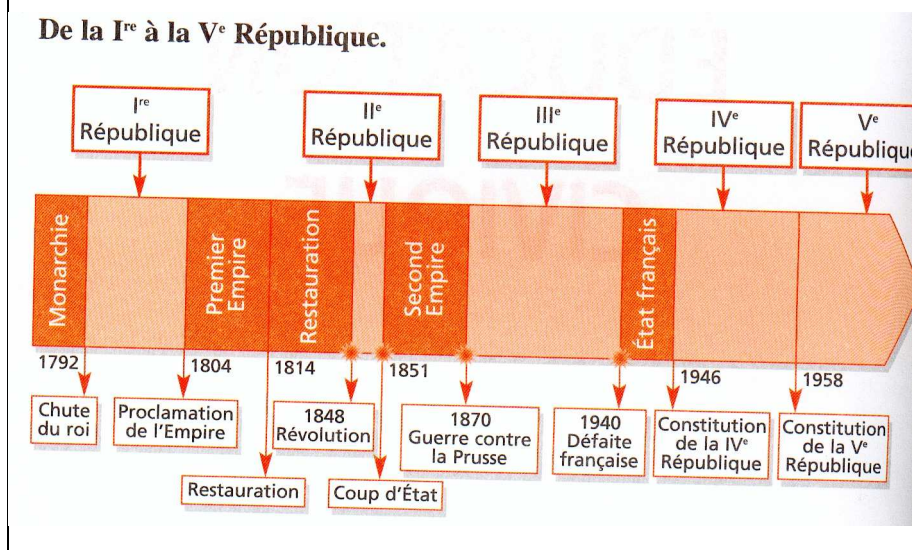 De la Iʳᵉ à la Vᵉ République.
Iʳᵉ
République
IIᵉ
République
IIIᵉ
République
IVᵉ
République
Vᵉ
République
Monarchie
Premier
Empire
Restauration
Second
Empire
État français
1792
1804
1814
1851
1946
1958
Chute
du roi
Proclamation
de l'Empire
Restauration
1848
Révolution
Coup d'État
1870
Guerre contre
la Prusse
1940
Défaite
française
Constitution
de la IVᵉ
République
Constitution
de la Vᵉ
République